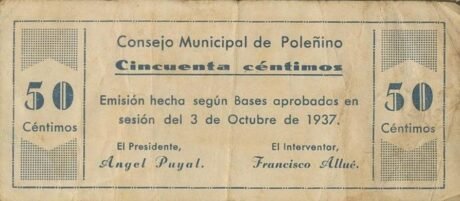 Consejo Municipal de Poleñino
Cincuenta céntimos
50
Céntimos
Emisión hecha según Bases aprobadas en
sesión del 3 de Octubre de 1937.
El Presidente,
Angel Puyal.
El Interventor,
Francisco Allué.
50
Céntimos